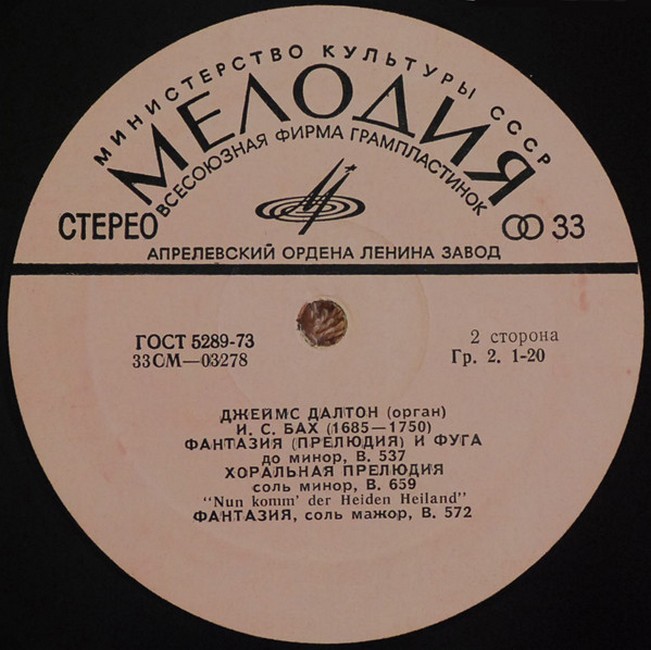 МИНИСТЕРСТВО КУЛЬТУРЫ СССР
МЕЛОДИЯ
ВСЕСОЮЗНАЯ ФИРМА ГРАМПЛАСТИНОК
СТЕРЕО
33
АПРЕЛЕВСКИЙ ОРДЕНА ЛЕНИНА ЗАВОД
ГОСТ 5289-73
33СМ—03278
2 сторона
Гр. 2. 1-20
ДЖЕЙМС ДАЛТОН (орган)
И. С. БАХ (1685—1750)
ФАНТАЗИЯ (ПРЕЛЮДИЯ) И ФУГА
до минор, В. 537
ХОРАЛЬНАЯ ПРЕЛЮДИЯ
соль минор, В. 659
"Nun komm' der Heiden Heiland"
ФАНТАЗИЯ, соль мажор, В. 572